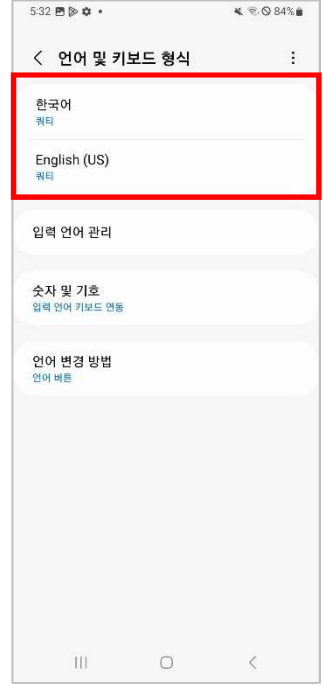 5:32
84%
언어 및 키보드 형식
한국어
쿼티
English (US)
쿼티
입력 언어 관리
숫자 및 기호
입력 언어 키보드 연동
언어 변경 방법
언어 버튼